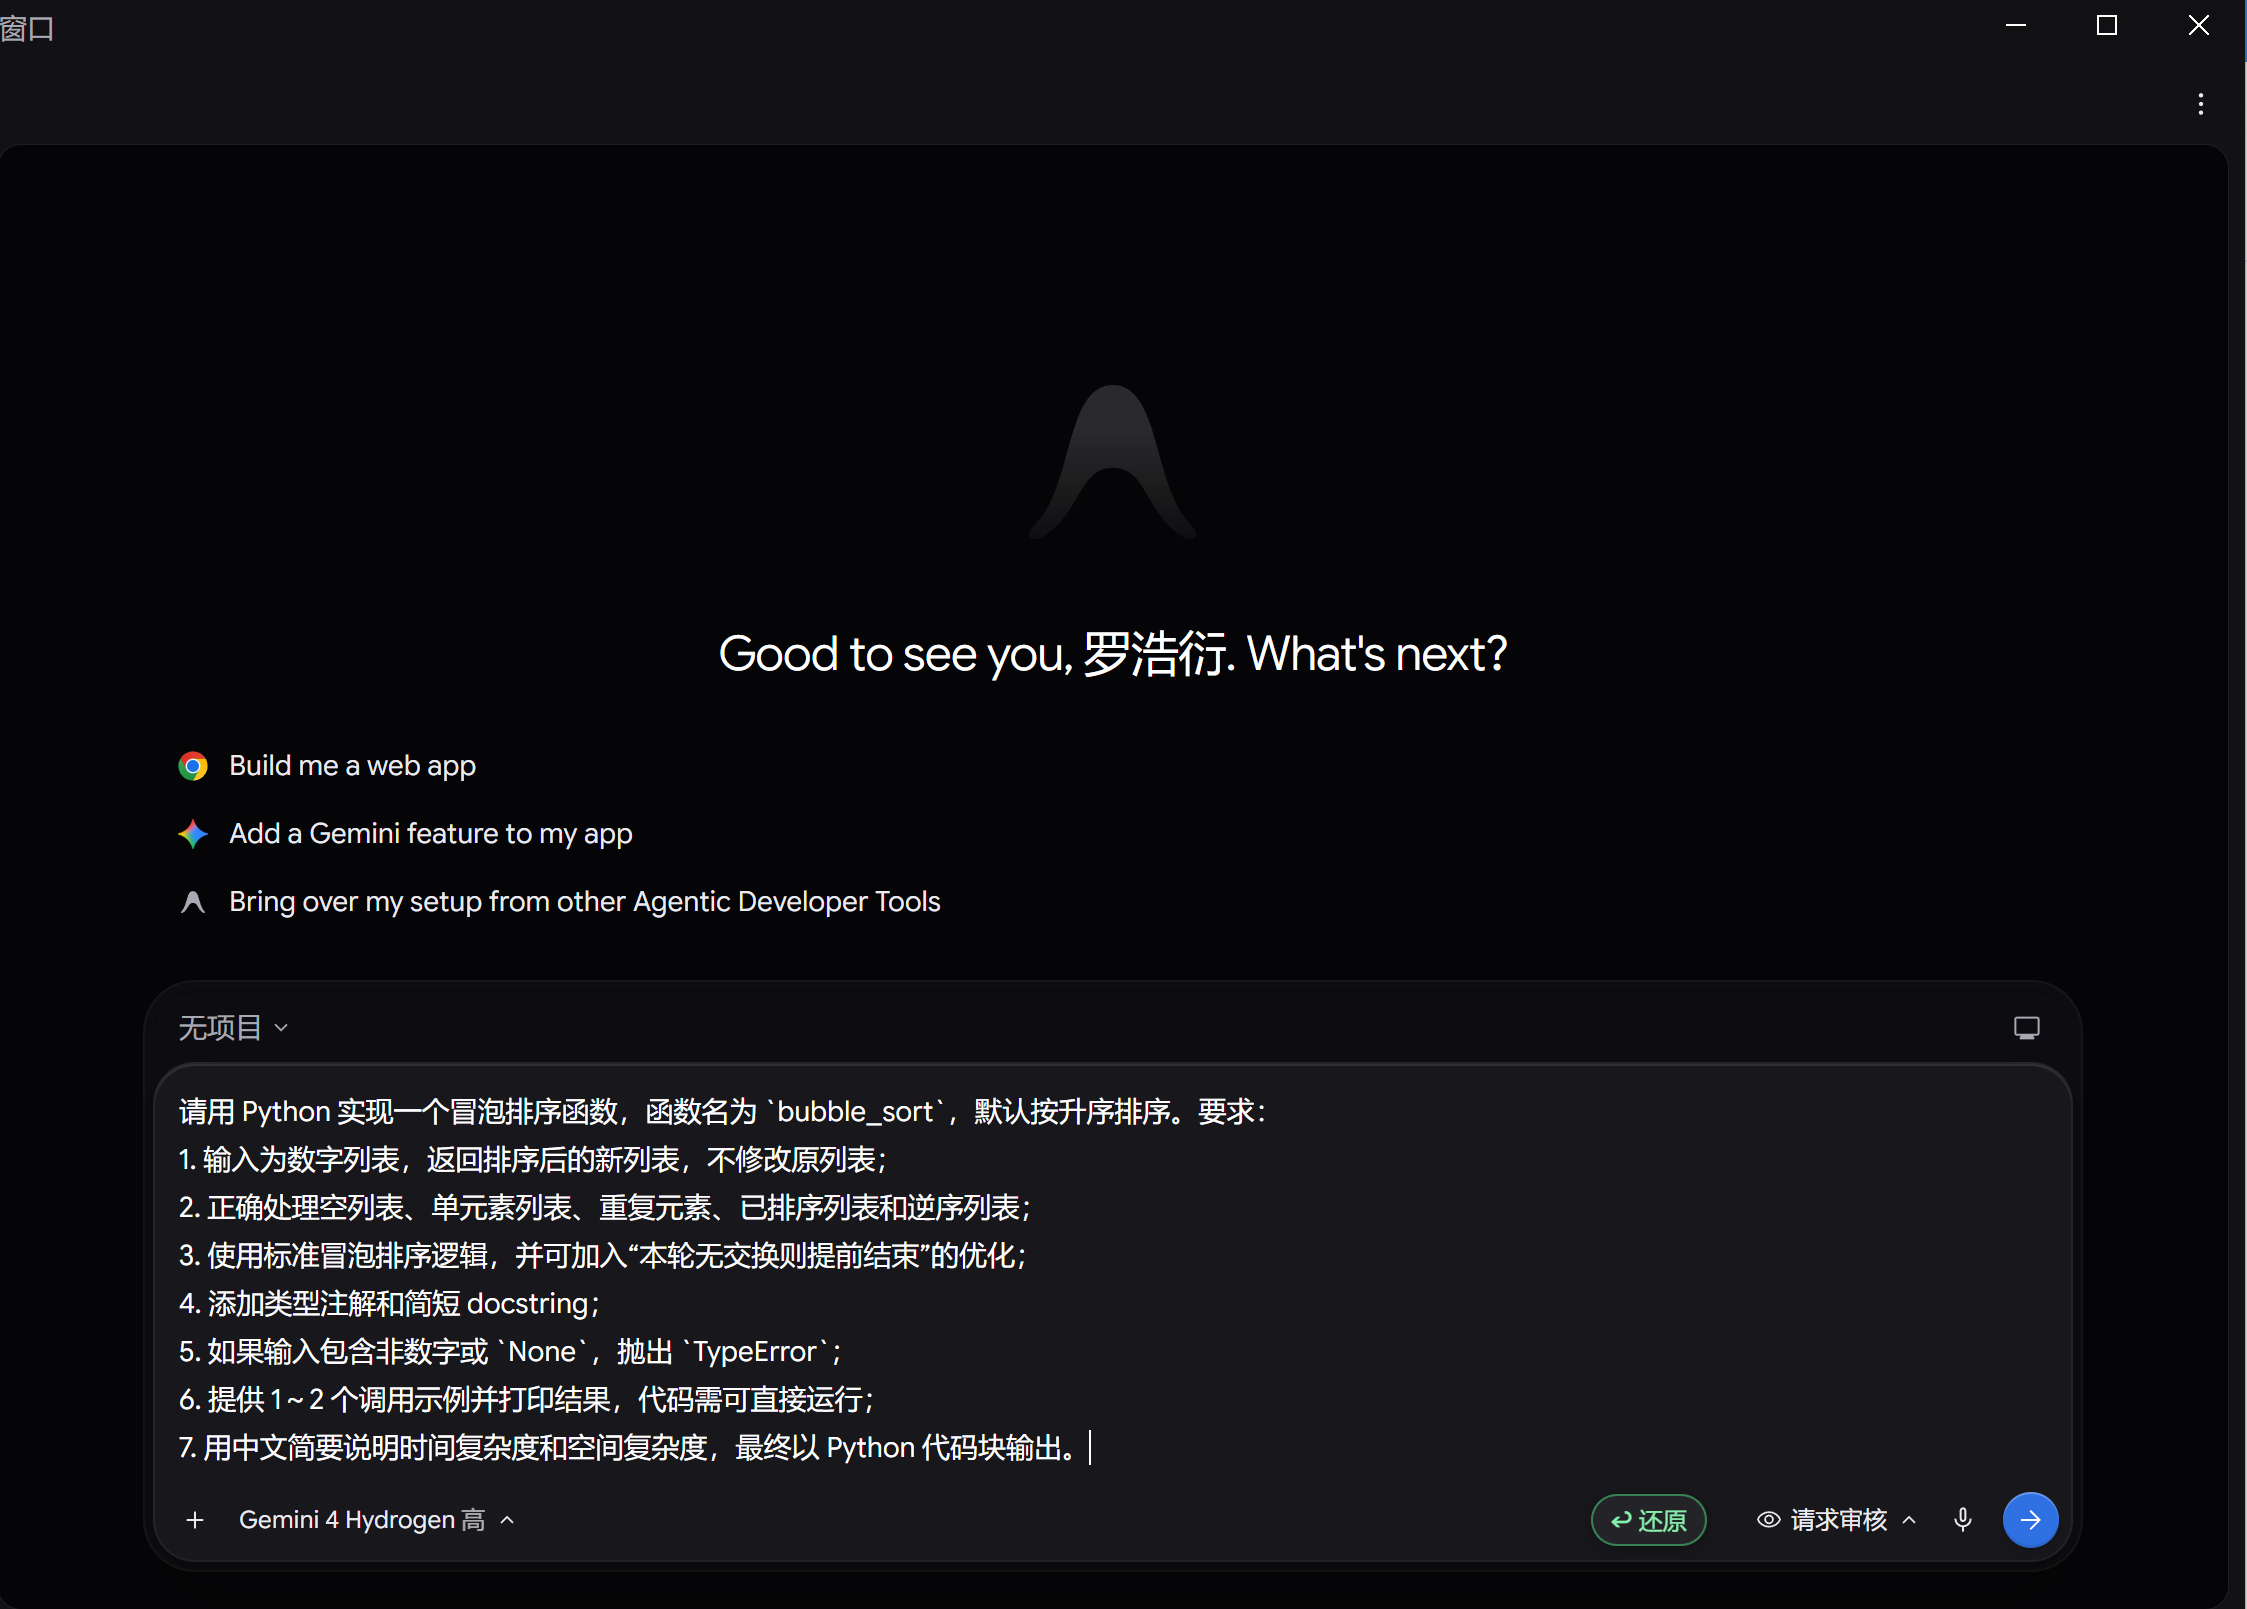 窗口
Good to see you, 罗浩衍. What's next?
Build me a web app
Add a Gemini feature to my app
Bring over my setup from other Agentic Developer Tools
无项目
请用 Python 实现一个冒泡排序函数，函数名为 `bubble_sort`，默认按升序排序。要求：
1. 输入为数字列表，返回排序后的新列表，不修改原列表；
2. 正确处理空列表、单元素列表、重复元素、已排序列表和逆序列表；
3. 使用标准冒泡排序逻辑，并可加入“本轮无交换则提前结束”的优化；
4. 添加类型注解和简短 docstring；
5. 如果输入包含非数字或 `None`，抛出 `TypeError`；
6. 提供 1～2 个调用示例并打印结果，代码需可直接运行；
7. 用中文简要说明时间复杂度和空间复杂度，最终以 Python 代码块输出。
Gemini 4 Hydrogen 高 还原 请求审核